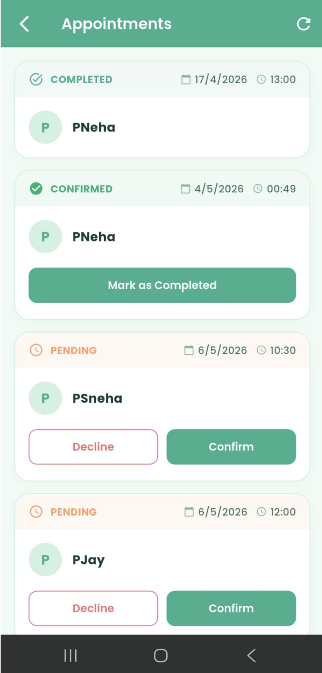 Appointments
COMPLETED 17/4/2026 13:00
P PNeha
CONFIRMED 4/5/2026 00:49
P PNeha
Mark as Completed
PENDING 6/5/2026 10:30
P PSneha
Decline Confirm
PENDING 6/5/2026 12:00
P PJay
Decline Confirm